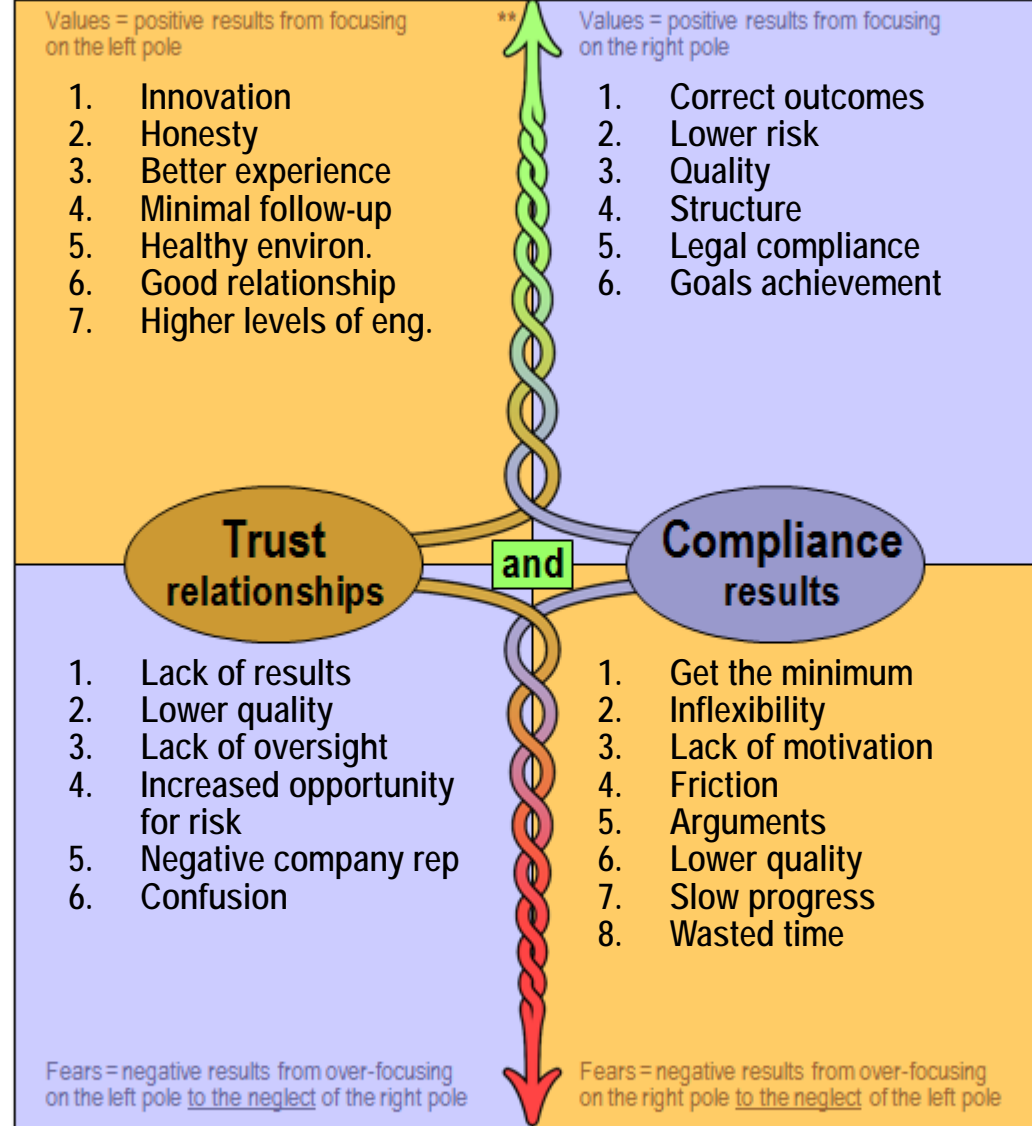 Values = positive results from focusing
on the left pole
1. Innovation
2. Honesty
3. Better experience
4. Minimal follow-up
5. Healthy environ.
6. Good relationship
7. Higher levels of eng.
**
Values = positive results from focusing
on the right pole
1. Correct outcomes
2. Lower risk
3. Quality
4. Structure
5. Legal compliance
6. Goals achievement
Trust
relationships
and
Compliance
results
1. Lack of results
2. Lower quality
3. Lack of oversight
4. Increased opportunity
for risk
5. Negative company rep
6. Confusion
Fears = negative results from over-focusing
on the left pole to the neglect of the right pole
1. Get the minimum
2. Inflexibility
3. Lack of motivation
4. Friction
5. Arguments
6. Lower quality
7. Slow progress
8. Wasted time
Fears = negative results from over-focusing
on the right pole to the neglect of the left pole